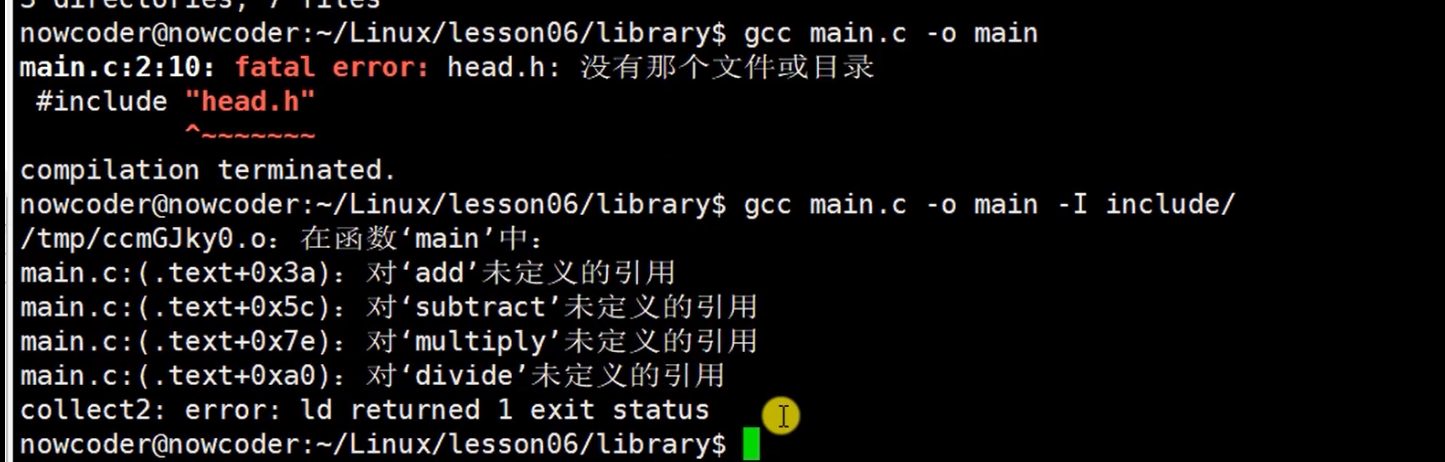 3 directories, 7 files
nowcoder@nowcoder:~/Linux/lesson06/library$ gcc main.c -o main
main.c:2:10: fatal error: head.h: 没有那个文件或目录
#include "head.h"
^~~~~~~~
compilation terminated.
nowcoder@nowcoder:~/Linux/lesson06/library$ gcc main.c -o main -I include/
/tmp/ccmGJky0.o：在函数‘main’中：
main.c:(.text+0x3a)：对‘add’未定义的引用
main.c:(.text+0x5c)：对‘subtract’未定义的引用
main.c:(.text+0x7e)：对‘multiply’未定义的引用
main.c:(.text+0xa0)：对‘divide’未定义的引用
collect2: error: ld returned 1 exit status
nowcoder@nowcoder:~/Linux/lesson06/library$